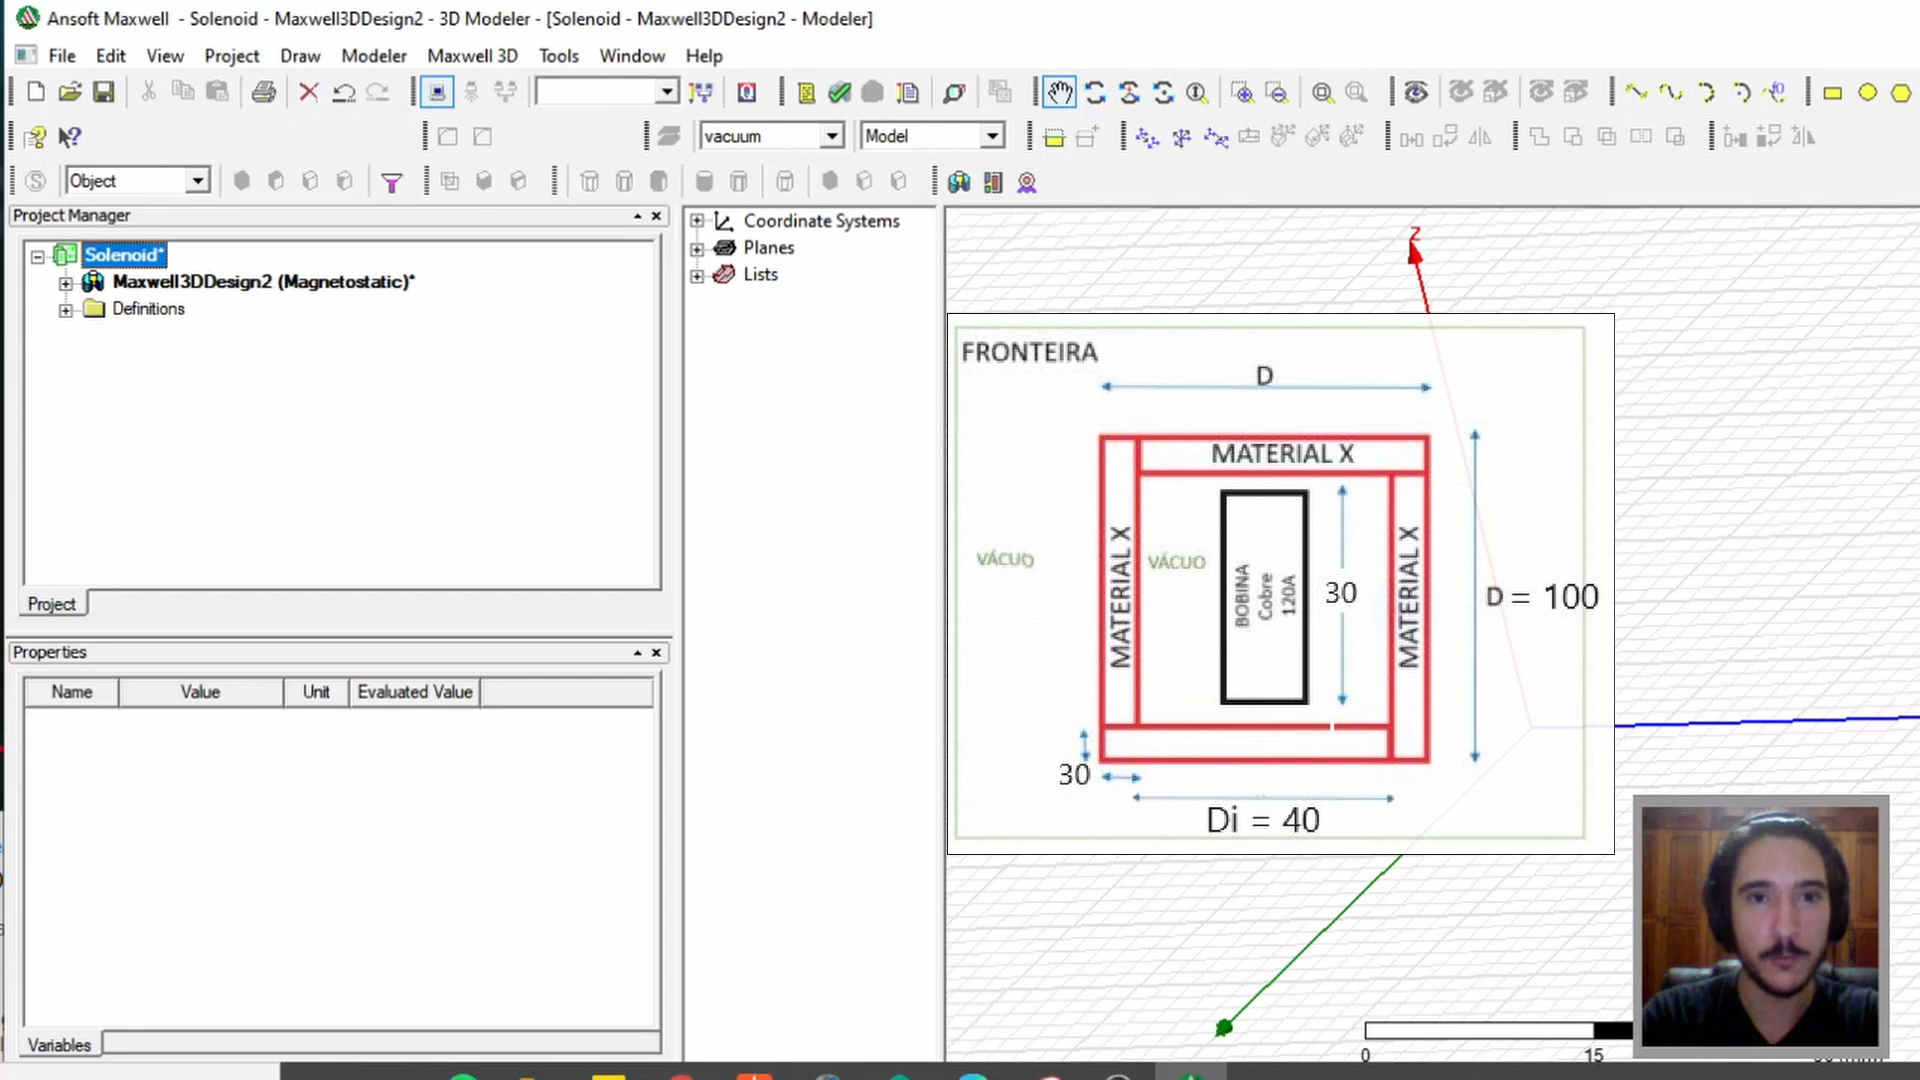 Ansoft Maxwell - Solenoid - Maxwell3DDesign2 - 3D Modeler - [Solenoid - Maxwell3DDesign2 - Modeler]
File Edit View Project Draw Modeler Maxwell 3D Tools Window Help
vacuum Model
Object
Project Manager
Solenoid*
Maxwell3DDesign2 (Magnetostatic)*
Definitions
Project
Properties
Name Value Unit Evaluated Value
Variables
Coordinate Systems
Planes
Lists
Z
FRONTEIRA
D
MATERIAL X
MATERIAL X
VÁCUO
VÁCUO
BOBINA
Cobre
120A
30
MATERIAL X
D = 100
30
Di = 40
0 15